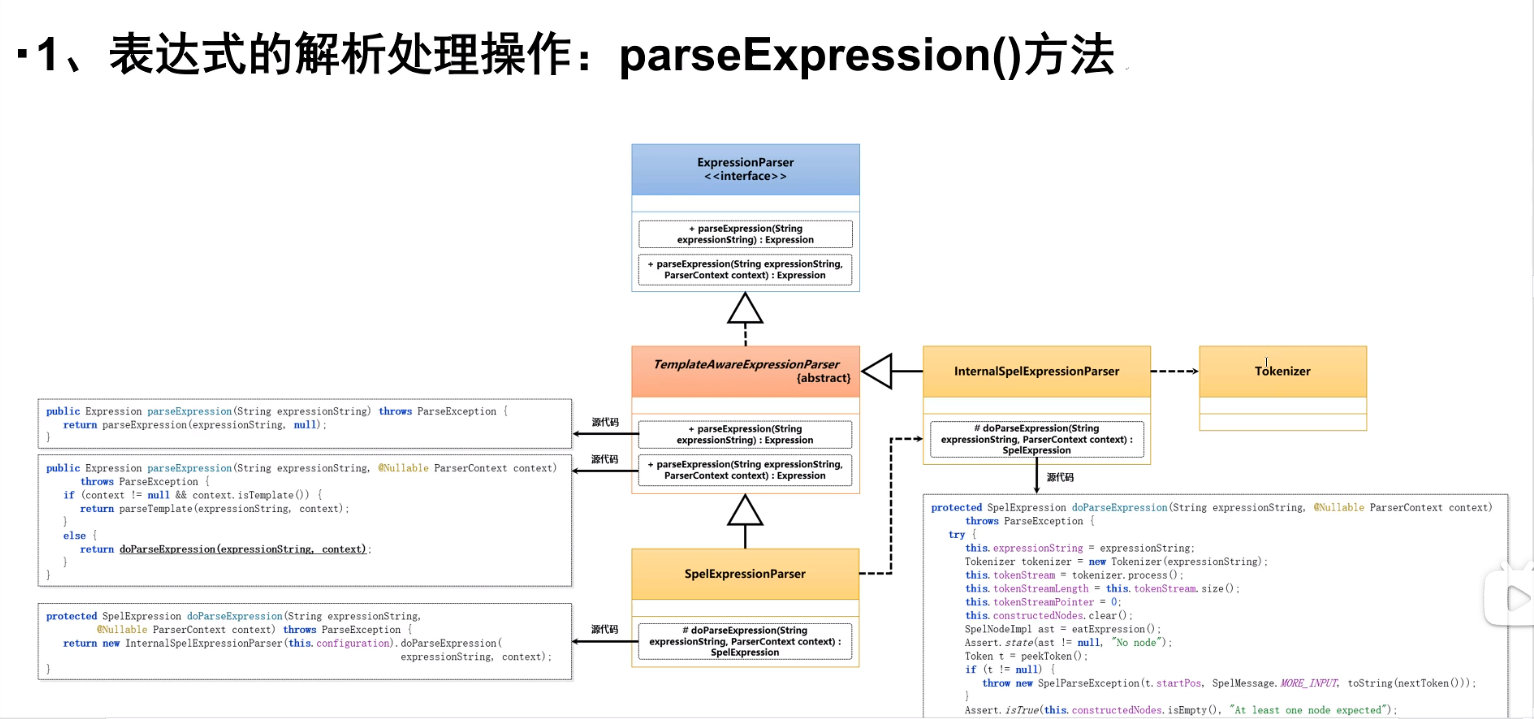 ▪1、表达式的解析处理操作：parseExpression()方法
ExpressionParser
<<interface>>
+ parseExpression(String
expressionString) : Expression
+ parseExpression(String expressionString,
ParserContext context) : Expression
TemplateAwareExpressionParser
{abstract}
+ parseExpression(String
expressionString) : Expression
+ parseExpression(String expressionString,
ParserContext context) : Expression
InternalSpelExpressionParser
# doParseExpression(String
expressionString, ParserContext context) :
SpelExpression
Tokenizer
源代码
public Expression parseExpression(String expressionString) throws ParseException {
return parseExpression(expressionString, null);
}
源代码
public Expression parseExpression(String expressionString, @Nullable ParserContext context)
throws ParseException {
if (context != null && context.isTemplate()) {
return parseTemplate(expressionString, context);
}
else {
return doParseExpression(expressionString, context);
}
}
SpelExpressionParser
# doParseExpression(String
expressionString, ParserContext context) :
SpelExpression
源代码
protected SpelExpression doParseExpression(String expressionString,
@Nullable ParserContext context) throws ParseException {
return new InternalSpelExpressionParser(this.configuration).doParseExpression(
expressionString, context);
}
源代码
protected SpelExpression doParseExpression(String expressionString, @Nullable ParserContext context)
throws ParseException {
try {
this.expressionString = expressionString;
Tokenizer tokenizer = new Tokenizer(expressionString);
this.tokenStream = tokenizer.process();
this.tokenStreamLength = this.tokenStream.size();
this.tokenStreamPointer = 0;
this.constructedNodes.clear();
SpelNodeImpl ast = eatExpression();
Assert.state(ast != null, "No node");
Token t = peekToken();
if (t != null) {
throw new SpelParseException(t.startPos, SpelMessage.MORE_INPUT, toString(nextToken()));
}
Assert.isTrue(this.constructedNodes.isEmpty(), "At least one node expected");